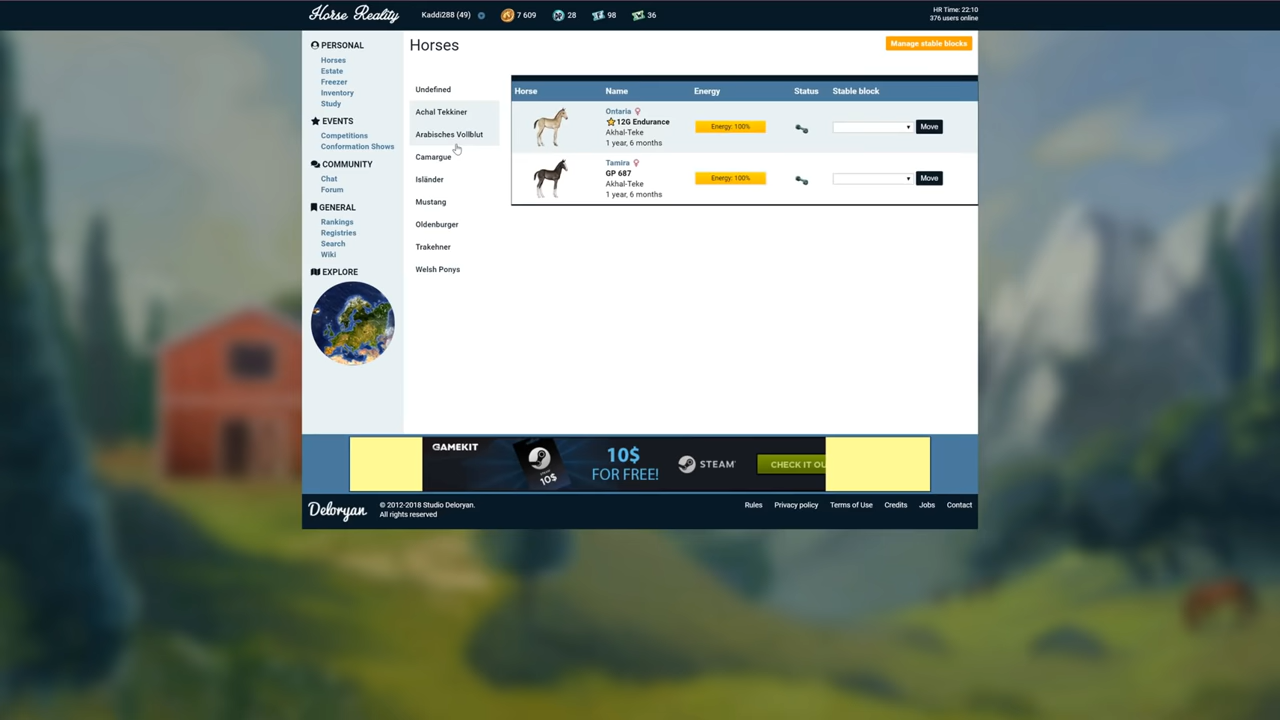 Horse Reality
Kaddi288 (49)
7 609
28
98
36
HR Time: 22:10
376 users online
PERSONAL
Horses
Estate
Freezer
Inventory
Study
EVENTS
Competitions
Conformation Shows
COMMUNITY
Chat
Forum
GENERAL
Rankings
Registries
Search
Wiki
EXPLORE
Horses
Manage stable blocks
Undefined
Achal Tekkiner
Arabisches Vollblut
Camargue
Isländer
Mustang
Oldenburger
Trakehner
Welsh Ponys
Horse Name Energy Status Stable block
Ontaria
12G Endurance
Akhal-Teke
1 year, 6 months
Energy: 100%
Move
Tamira
GP 687
Akhal-Teke
1 year, 6 months
Energy: 100%
Move
GAMEKIT
10$
10$
FOR FREE!
STEAM
CHECK IT OU
Deloryan
© 2012-2018 Studio Deloryan.
All rights reserved
Rules Privacy policy Terms of Use Credits Jobs Contact